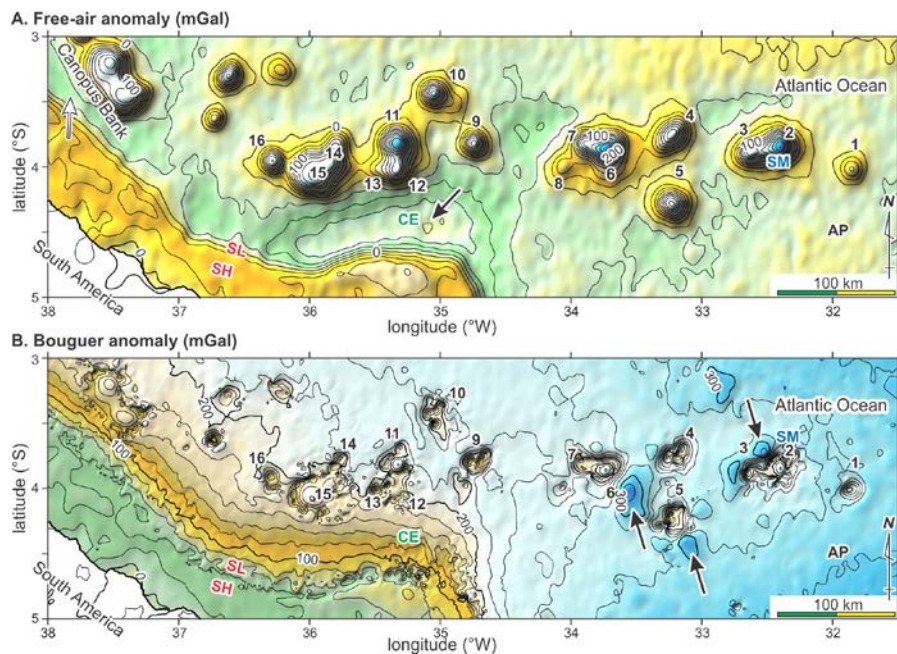 A. Free-air anomaly (mGal)
3
4
5
latitude (°S)
Canopus Bank
0
100
10
Atlantic Ocean
16
100
15
14
0
11
13
12
9
7
100
200
8
6
4
5
3
100
2
SM
1
CE
AP
N
SL
SH
0
South America
100 km
38
37
36
35
34
33
32
longitude (°W)
B. Bouguer anomaly (mGal)
3
4
5
latitude (°S)
200
10
300
Atlantic Ocean
SM
100
16
14
11
9
7
4
3
2
1
15
13
12
6
300
5
200
CE
100
AP
N
SL
SH
0
South America
100 km
38
37
36
35
34
33
32
longitude (°W)